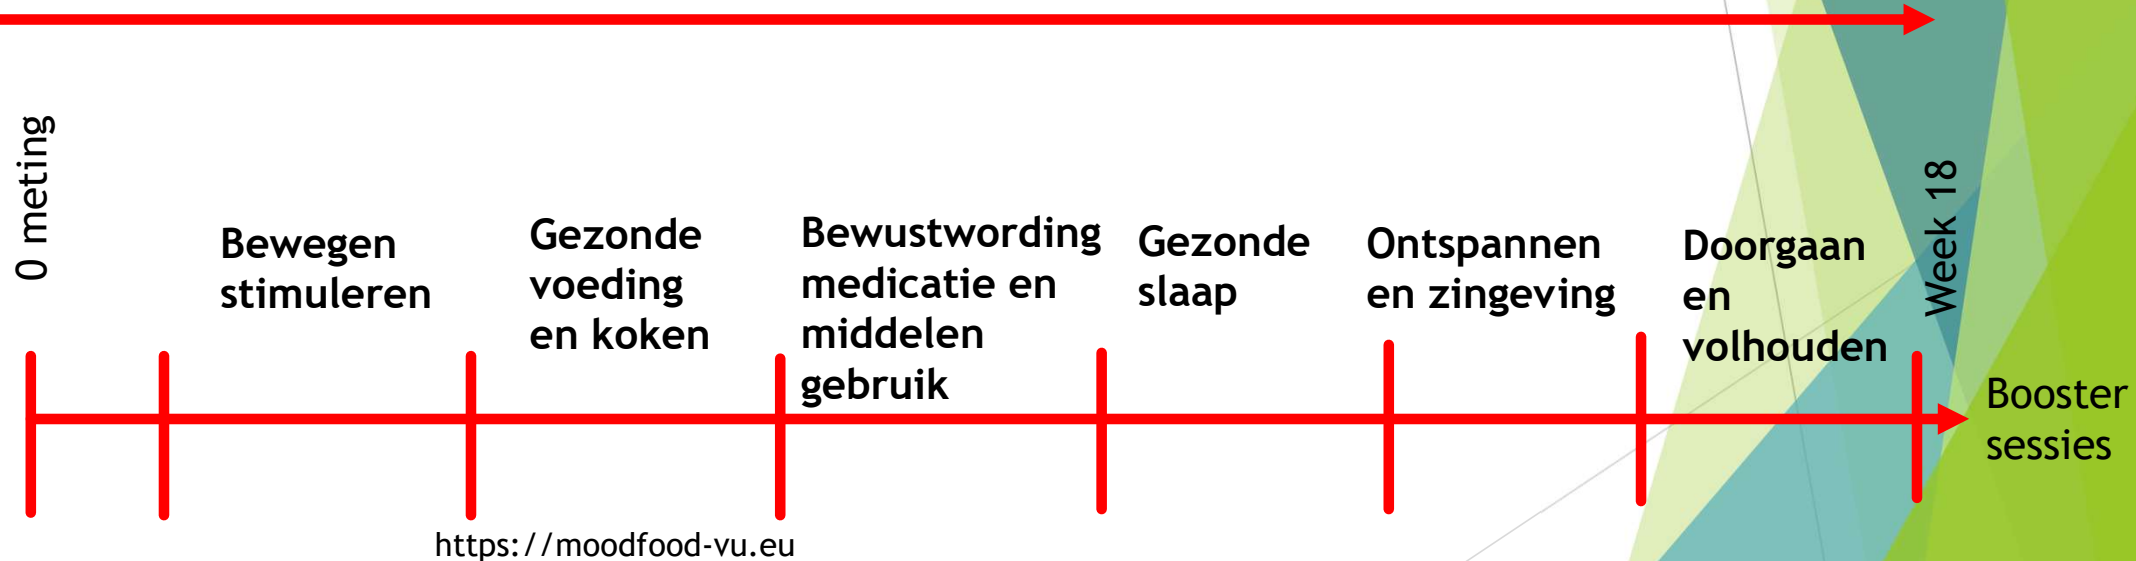 0 meting
Bewegen
stimuleren
Gezonde
voeding
en koken
Bewustwording
medicatie en
middelen
gebruik
Gezonde
slaap
Ontspannen
en zingeving
Doorgaan
en
volhouden
Week 18
Booster
sessies
https://moodfood-vu.eu